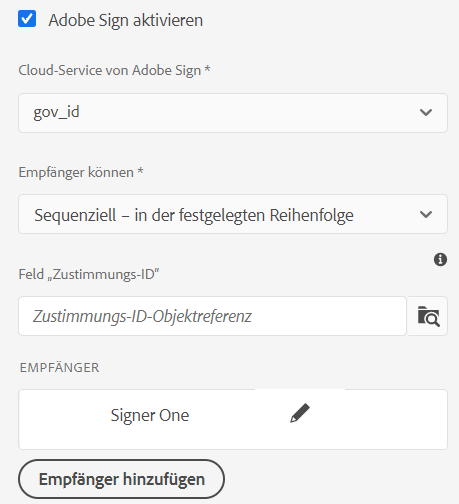 Adobe Sign aktivieren
Cloud-Service von Adobe Sign *
gov_id
Empfänger können *
Sequenziell – in der festgelegten Reihenfolge
Feld „Zustimmungs-ID“
Zustimmungs-ID-Objektreferenz
EMPFÄNGER
Signer One
Empfänger hinzufügen